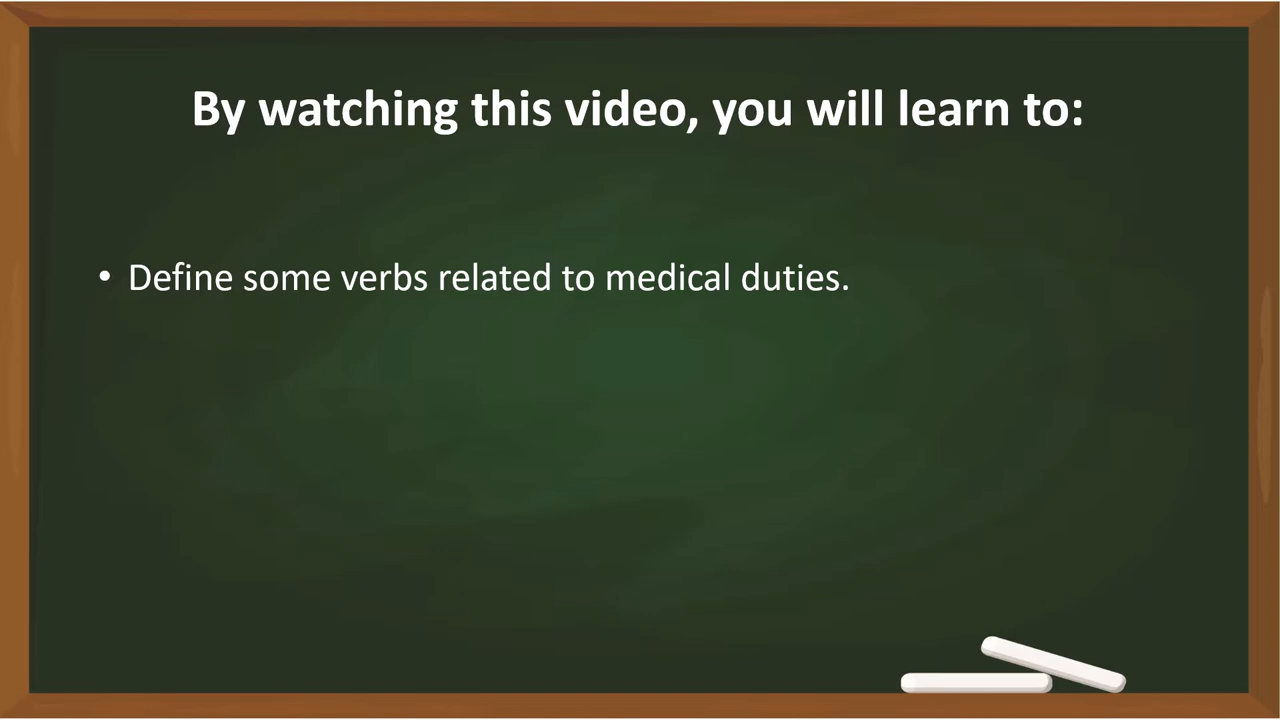 By watching this video, you will learn to:
• Define some verbs related to medical duties.